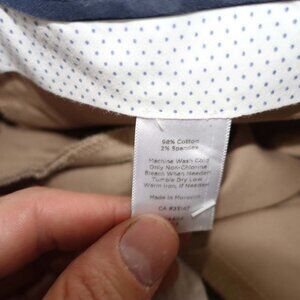 98% Cotton
2% Spandex
Machine Wash Cold
Only Non-Chlorine
Bleach When Needed
Tumble Dry Low
Warm Iron, If Needed
Made in Morocco